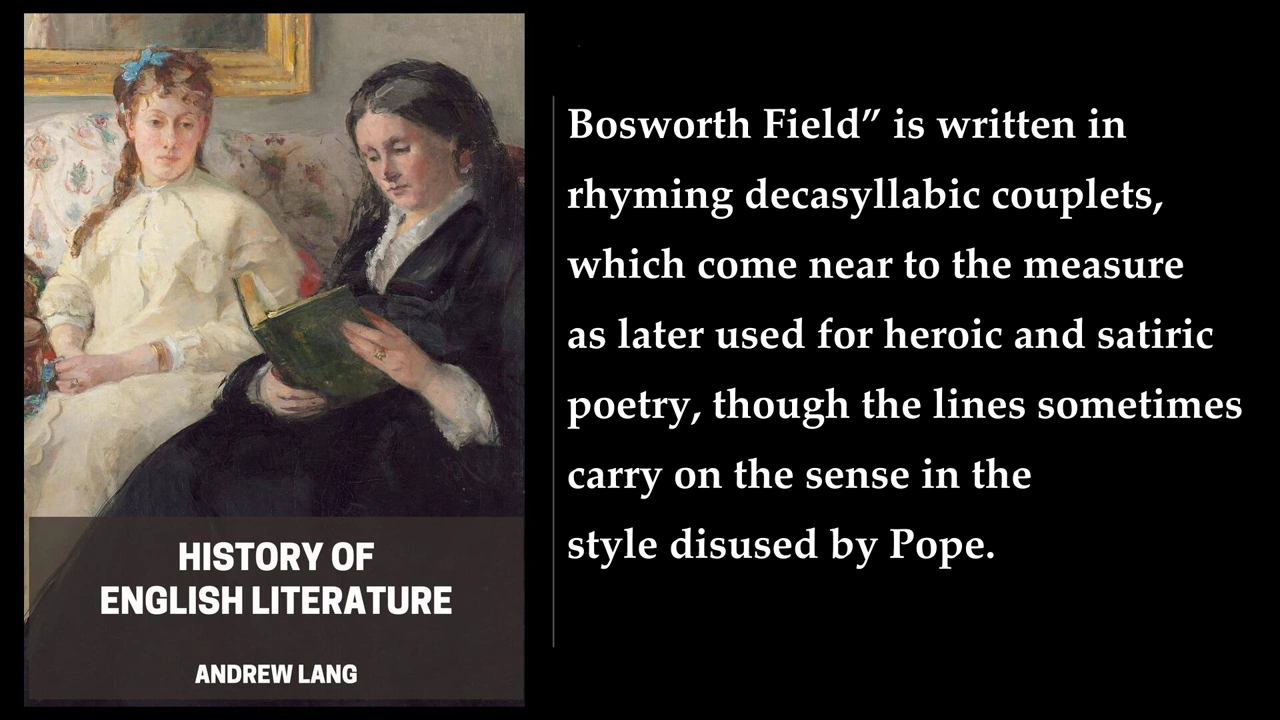 HISTORY OF
ENGLISH LITERATURE
ANDREW LANG
Bosworth Field” is written in
rhyming decasyllabic couplets,
which come near to the measure
as later used for heroic and satiric
poetry, though the lines sometimes
carry on the sense in the
style disused by Pope.